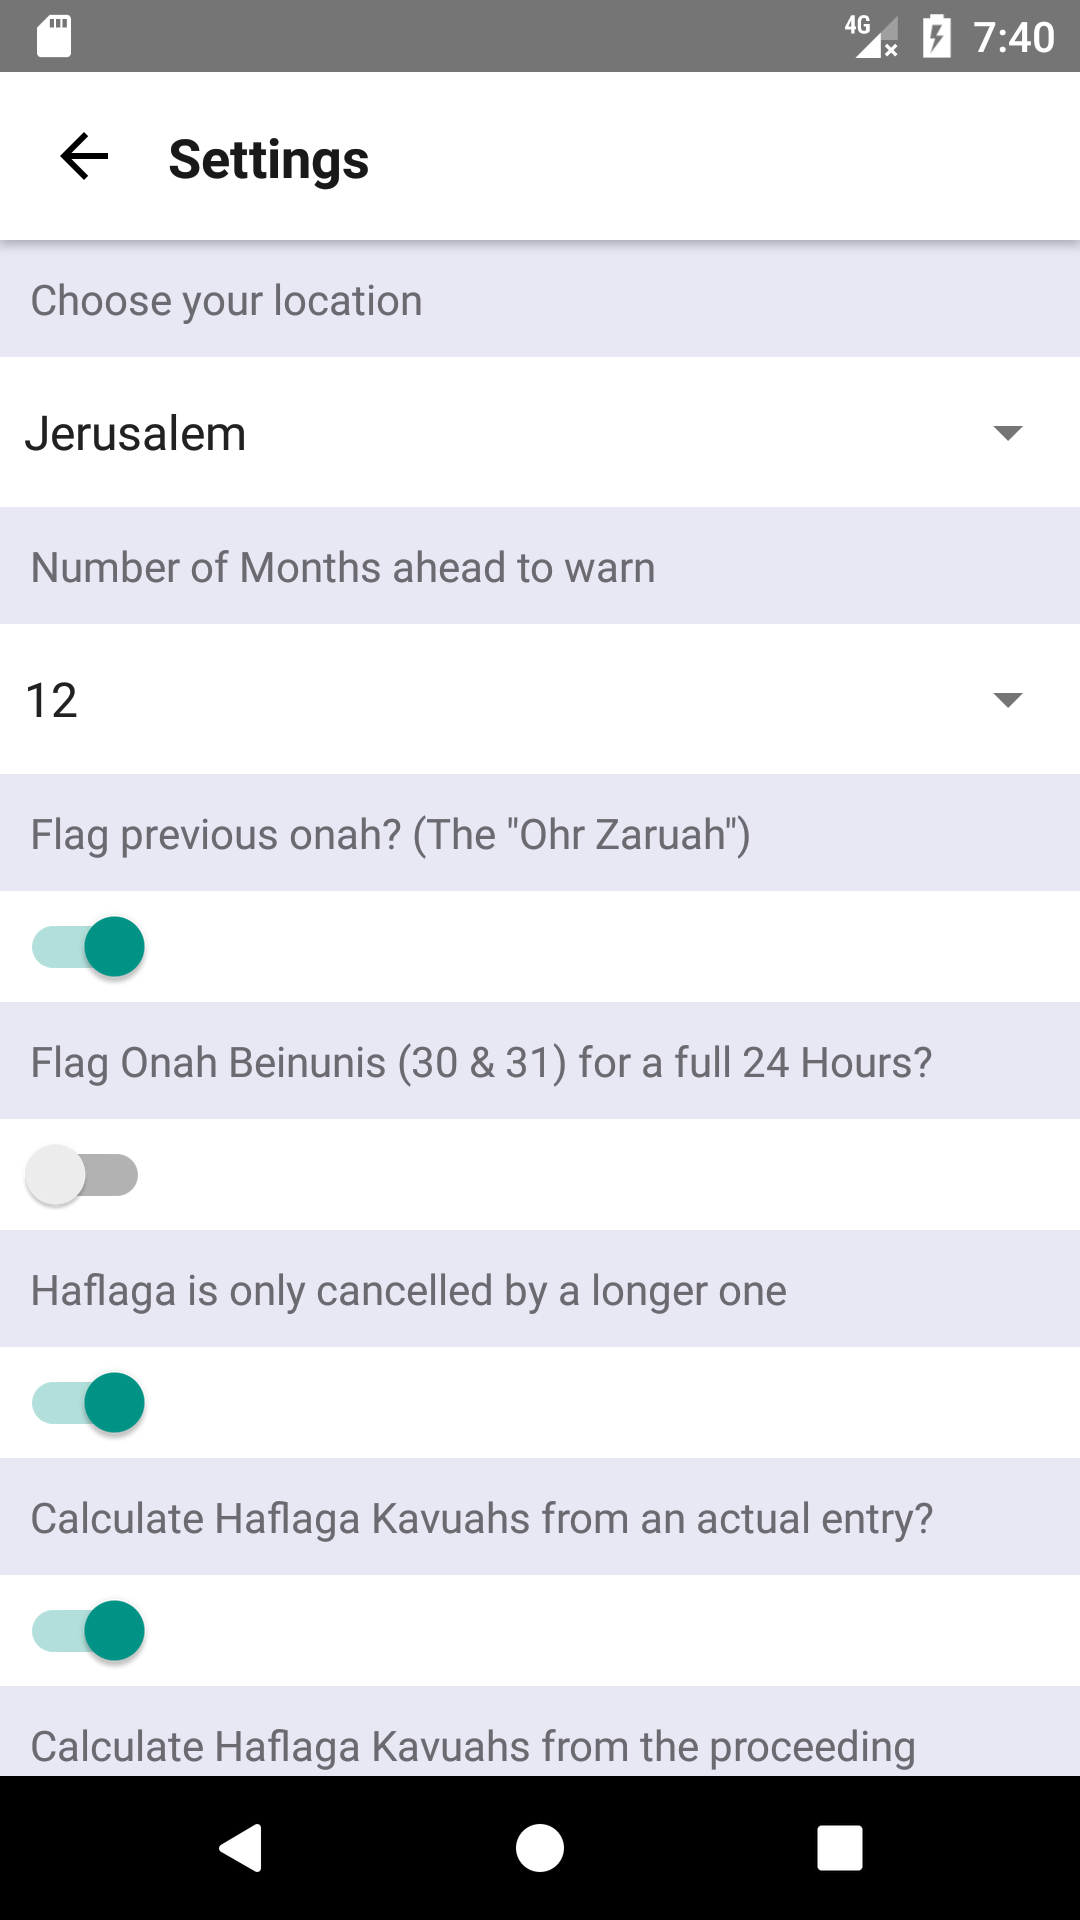 4G 7:40
Settings
Choose your location
Jerusalem
Number of Months ahead to warn
12
Flag previous onah? (The "Ohr Zaruah")
Flag Onah Beinunis (30 & 31) for a full 24 Hours?
Haflaga is only cancelled by a longer one
Calculate Haflaga Kavuahs from an actual entry?
Calculate Haflaga Kavuahs from the proceeding